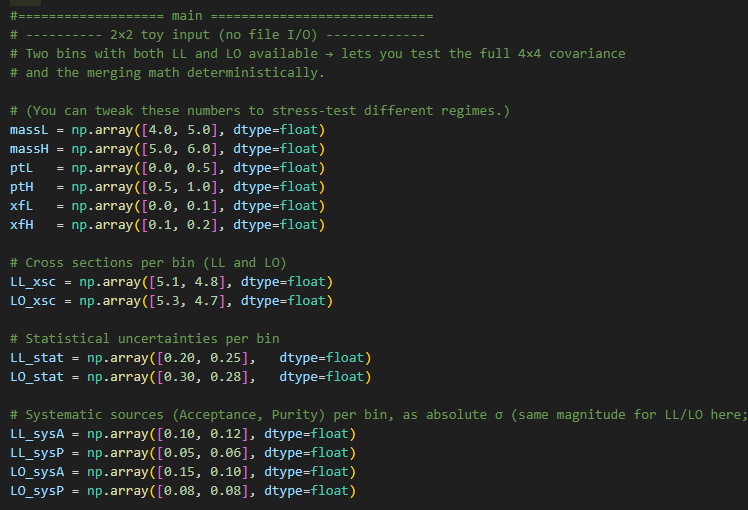 #================== main ============================
# ---------- 2×2 toy input (no file I/O) -------------
# Two bins with both LL and LO available → lets you test the full 4×4 covariance
# and the merging math deterministically.
# (You can tweak these numbers to stress-test different regimes.)
massL = np.array([4.0, 5.0], dtype=float)
massH = np.array([5.0, 6.0], dtype=float)
ptL   = np.array([0.0, 0.5], dtype=float)
ptH   = np.array([0.5, 1.0], dtype=float)
xfL   = np.array([0.0, 0.1], dtype=float)
xfH   = np.array([0.1, 0.2], dtype=float)
# Cross sections per bin (LL and LO)
LL_xsc = np.array([5.1, 4.8], dtype=float)
LO_xsc = np.array([5.3, 4.7], dtype=float)
# Statistical uncertainties per bin
LL_stat = np.array([0.20, 0.25],   dtype=float)
LO_stat = np.array([0.30, 0.28],   dtype=float)
# Systematic sources (Acceptance, Purity) per bin, as absolute σ (same magnitude for LL/LO here;
LL_sysA = np.array([0.10, 0.12], dtype=float)
LL_sysP = np.array([0.05, 0.06], dtype=float)
LO_sysA = np.array([0.15, 0.10], dtype=float)
LO_sysP = np.array([0.08, 0.08], dtype=float)